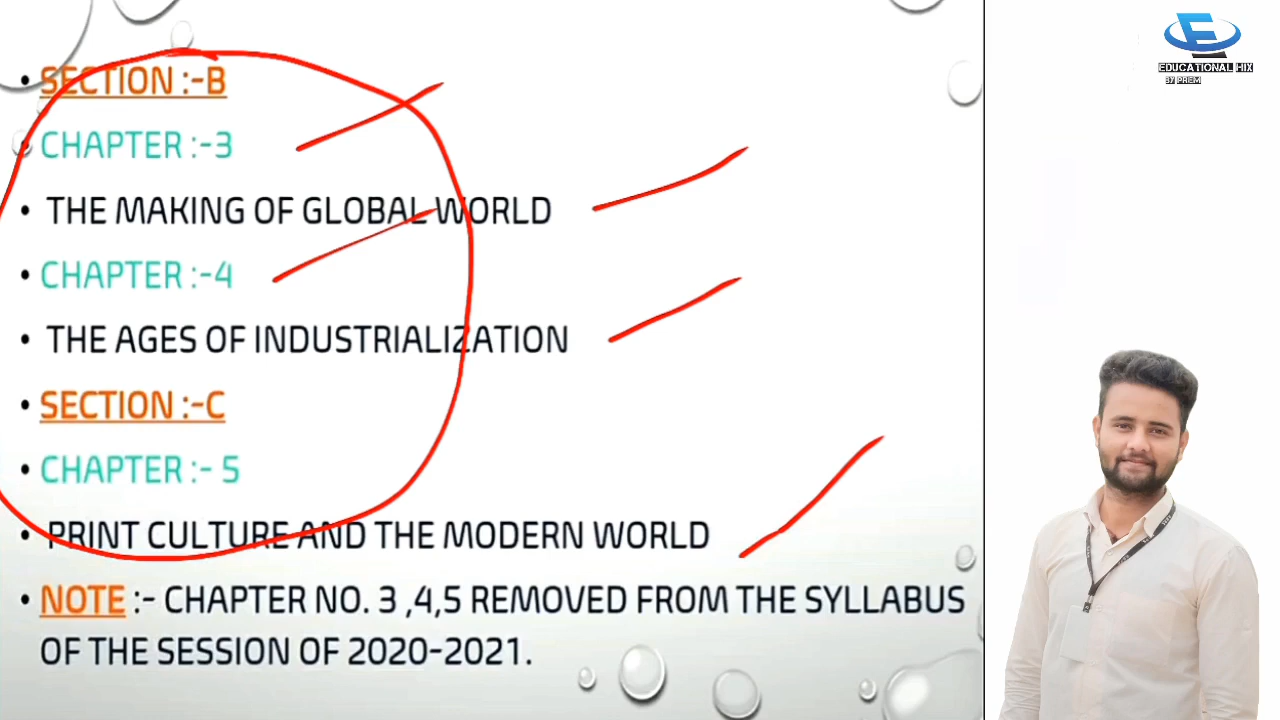 • SECTION :-B
• CHAPTER :-3
• THE MAKING OF GLOBAL WORLD
• CHAPTER :-4
• THE AGES OF INDUSTRIALIZATION
• SECTION :-C
• CHAPTER :- 5
• PRINT CULTURE AND THE MODERN WORLD
• NOTE :- CHAPTER NO. 3 ,4,5 REMOVED FROM THE SYLLABUS
OF THE SESSION OF 2020-2021.
EDUCATIONAL HIX
BY PREM